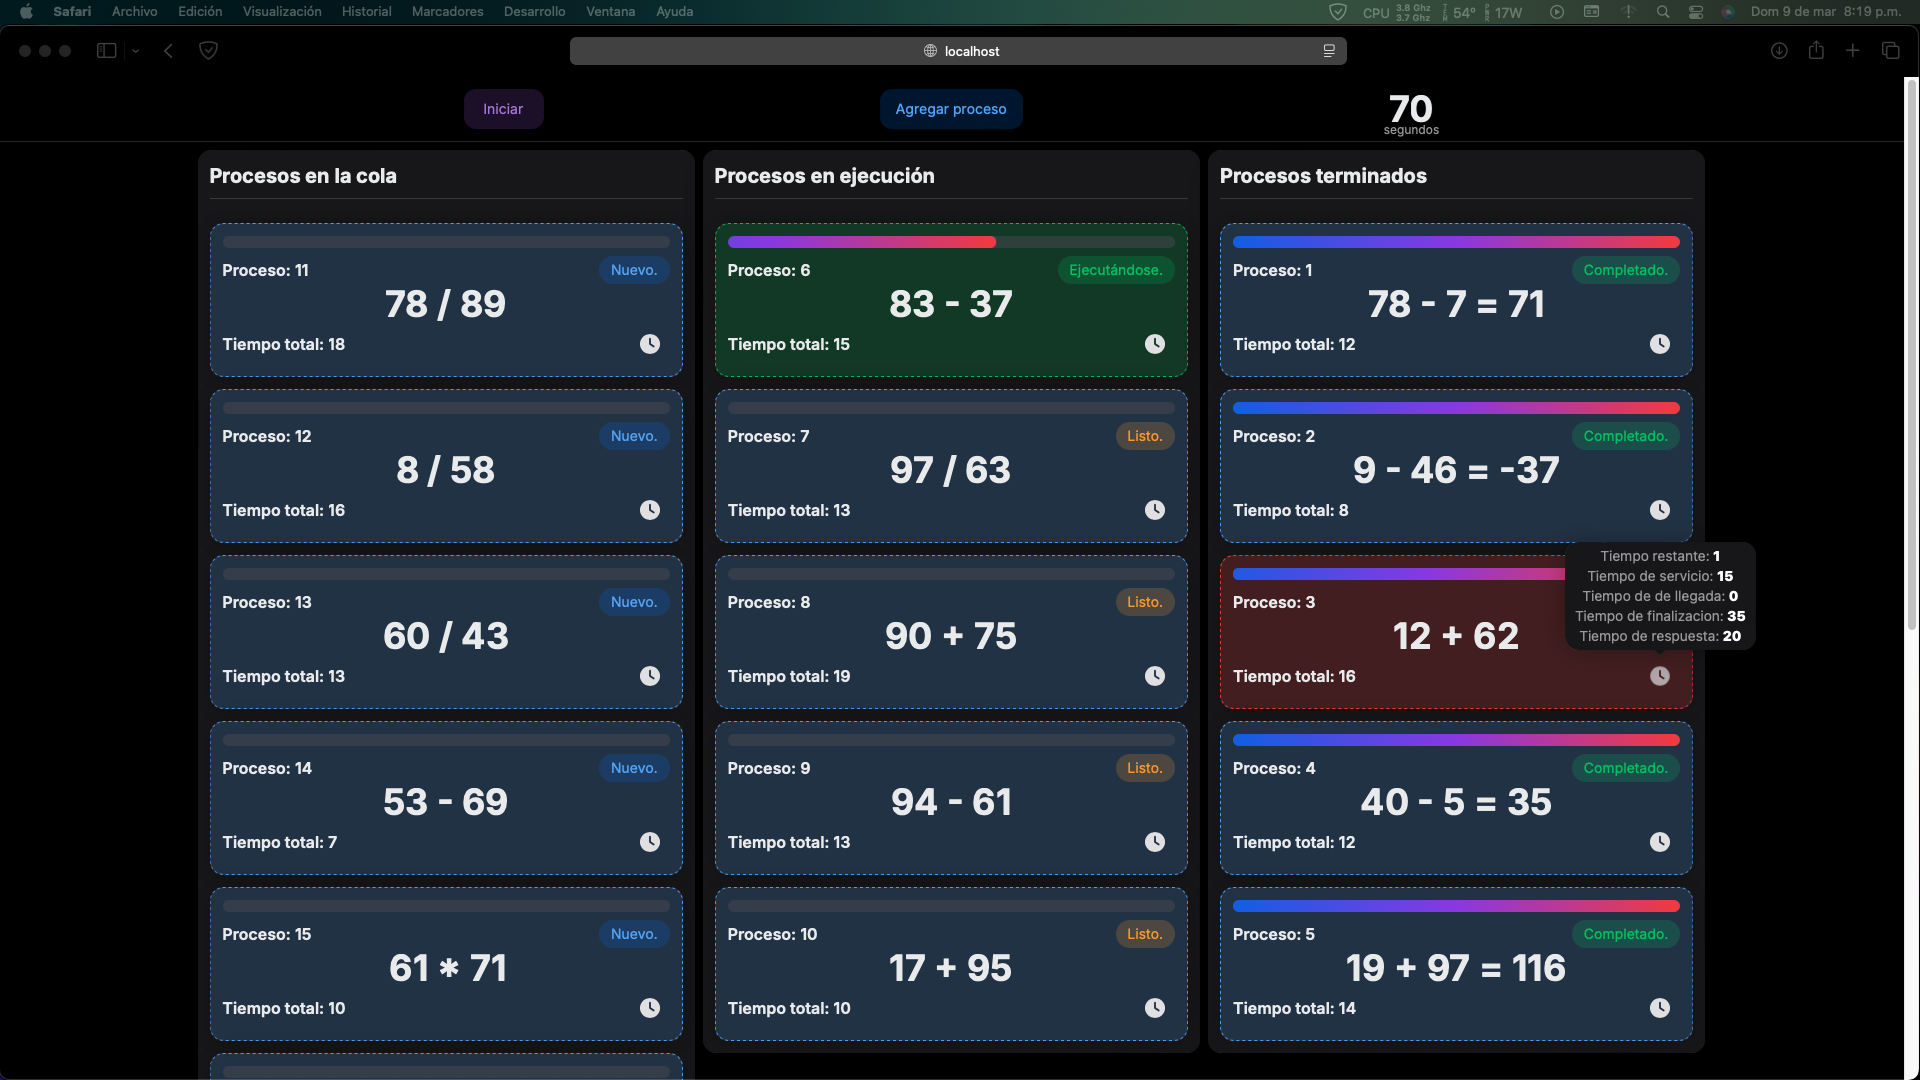 Safari Archivo Edición Visualización Historial Marcadores Desarrollo Ventana Ayuda
CPU 3.8 Ghz 3.7 Ghz 54° 17W Dom 9 de mar 8:19 p.m.
localhost
Iniciar
Agregar proceso
70
segundos
Procesos en la cola
Proceso: 11
Nuevo.
78 / 89
Tiempo total: 18
Proceso: 12
Nuevo.
8 / 58
Tiempo total: 16
Proceso: 13
Nuevo.
60 / 43
Tiempo total: 13
Proceso: 14
Nuevo.
53 - 69
Tiempo total: 7
Proceso: 15
Nuevo.
61 * 71
Tiempo total: 10
Procesos en ejecución
Proceso: 6
Ejecutándose.
83 - 37
Tiempo total: 15
Proceso: 7
Listo.
97 / 63
Tiempo total: 13
Proceso: 8
Listo.
90 + 75
Tiempo total: 19
Proceso: 9
Listo.
94 - 61
Tiempo total: 13
Proceso: 10
Listo.
17 + 95
Tiempo total: 10
Procesos terminados
Proceso: 1
Completado.
78 - 7 = 71
Tiempo total: 12
Proceso: 2
Completado.
9 - 46 = -37
Tiempo total: 8
Tiempo restante: 1
Tiempo de servicio: 15
Tiempo de de llegada: 0
Tiempo de finalizacion: 35
Tiempo de respuesta: 20
Proceso: 3
12 + 62
Tiempo total: 16
Proceso: 4
Completado.
40 - 5 = 35
Tiempo total: 12
Proceso: 5
Completado.
19 + 97 = 116
Tiempo total: 14